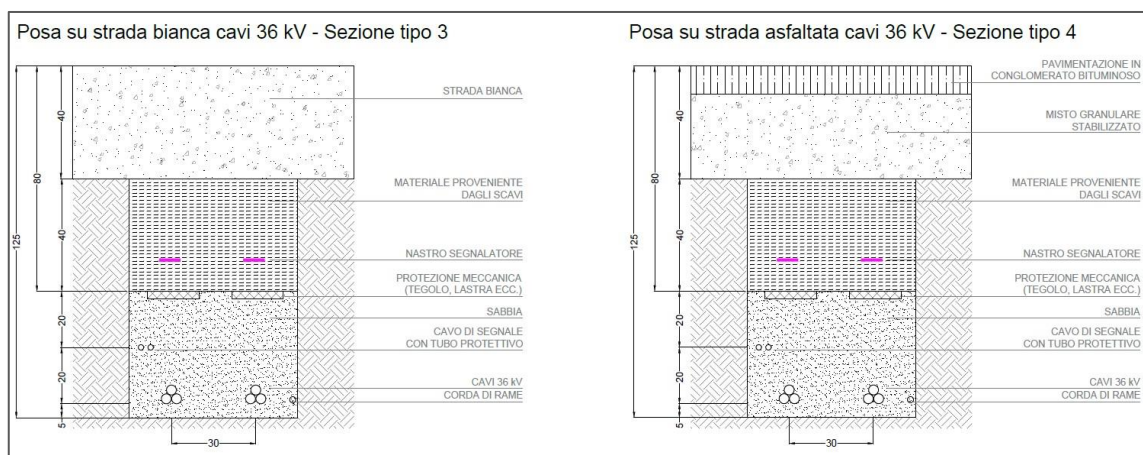 Posa su strada bianca cavi 36 kV - Sezione tipo 3
125
80
40
40
20
20
5
30
STRADA BIANCA
MATERIALE PROVENIENTE
DAGLI SCAVI
NASTRO SEGNALATORE
PROTEZIONE MECCANICA
(TEGOLO, LASTRA ECC.)
SABBIA
CAVO DI SEGNALE
CON TUBO PROTETTIVO
CAVI 36 kV
CORDA DI RAME
Posa su strada asfaltata cavi 36 kV - Sezione tipo 4
125
80
40
40
20
20
5
30
PAVIMENTAZIONE IN
CONGLOMERATO BITUMINOSO
MISTO GRANULARE
STABILIZZATO
MATERIALE PROVENIENTE
DAGLI SCAVI
NASTRO SEGNALATORE
PROTEZIONE MECCANICA
(TEGOLO, LASTRA ECC.)
SABBIA
CAVO DI SEGNALE
CON TUBO PROTETTIVO
CAVI 36 kV
CORDA DI RAME